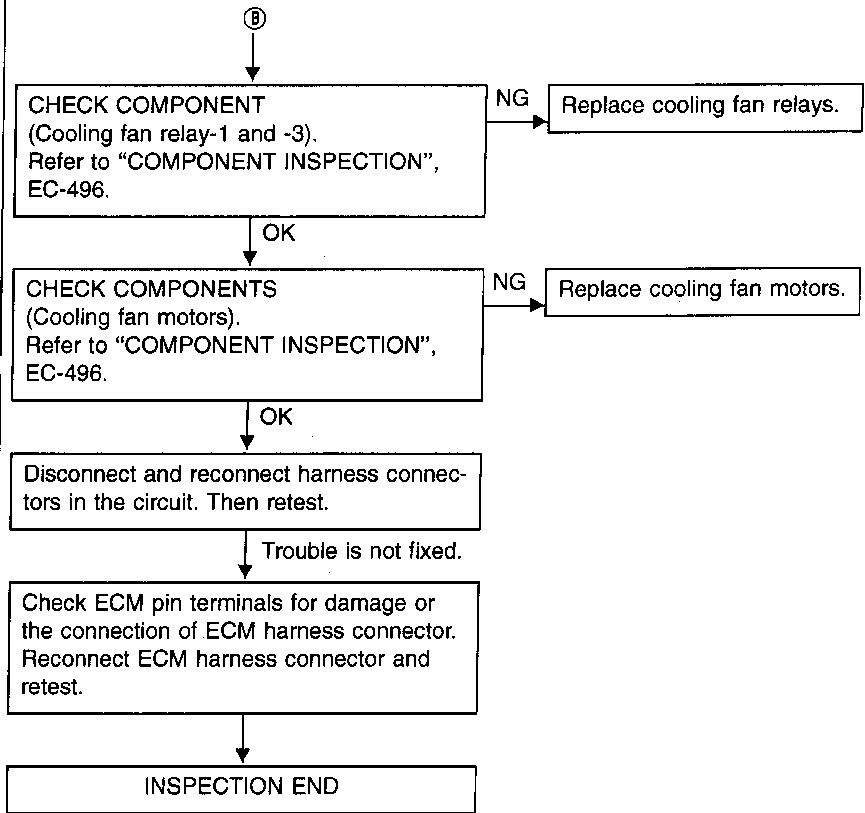 B
CHECK COMPONENT
(Cooling fan relay-1 and -3).
Refer to “COMPONENT INSPECTION”,
EC-496.
NG
Replace cooling fan relays.
OK
CHECK COMPONENTS
(Cooling fan motors).
Refer to “COMPONENT INSPECTION”,
EC-496.
NG
Replace cooling fan motors.
OK
Disconnect and reconnect harness connec-
tors in the circuit. Then retest.
Trouble is not fixed.
Check ECM pin terminals for damage or
the connection of ECM harness connector.
Reconnect ECM harness connector and
retest.
INSPECTION END